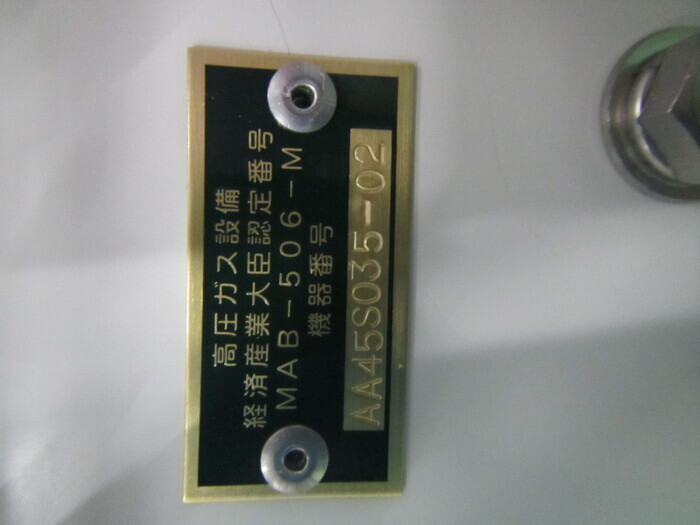 高圧ガス設備
経済産業大臣認定番号
MAB-506-M
機器番号
AA45S035-02